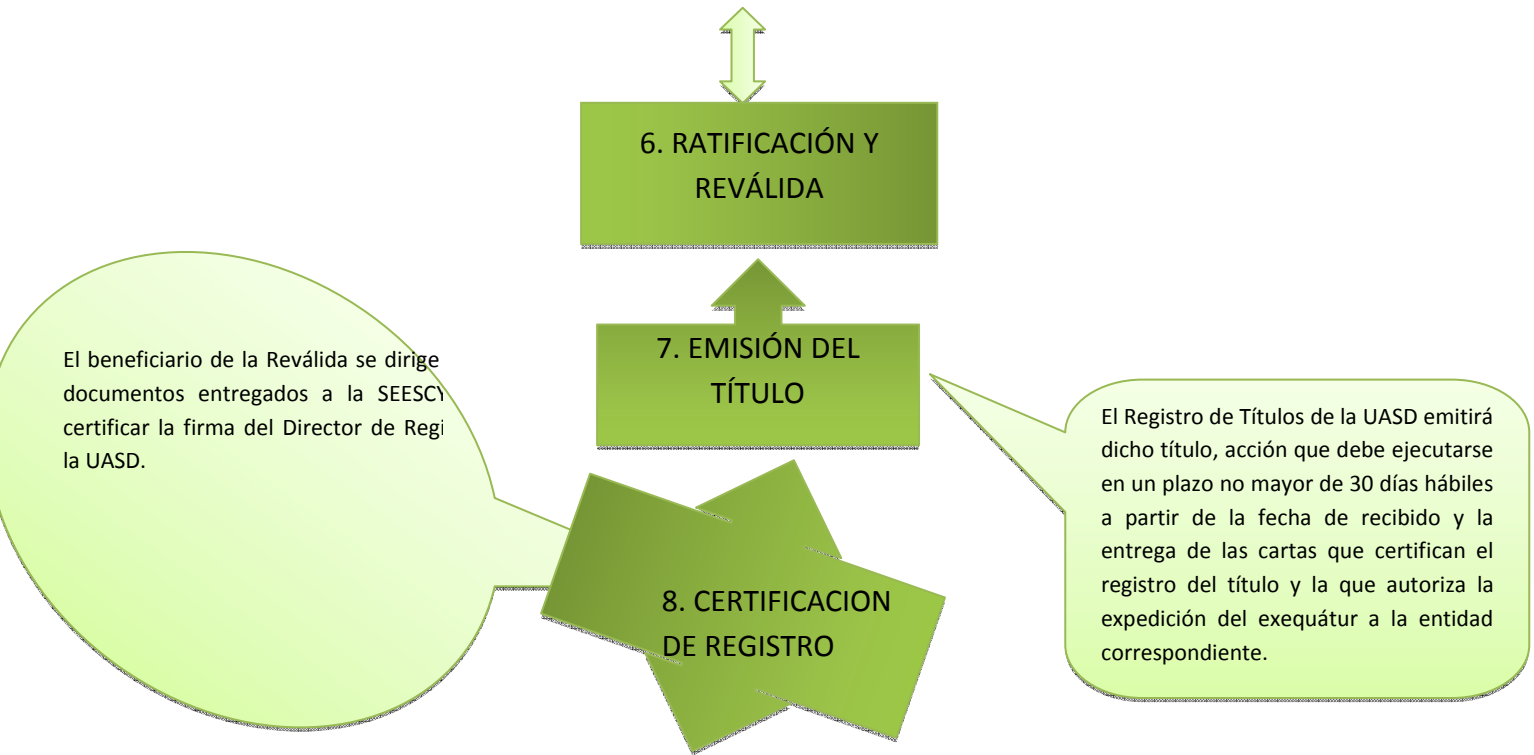 6. RATIFICACIÓN Y
REVÁLIDA
7. EMISIÓN DEL
TÍTULO
El beneficiario de la Reválida se dirige
documentos entregados a la SEESCY
certificar la firma del Director de Regi
la UASD.
El Registro de Títulos de la UASD emitirá
dicho título, acción que debe ejecutarse
en un plazo no mayor de 30 días hábiles
a partir de la fecha de recibido y la
entrega de las cartas que certifican el
registro del título y la que autoriza la
expedición del exequátur a la entidad
correspondiente.
8. CERTIFICACION
DE REGISTRO